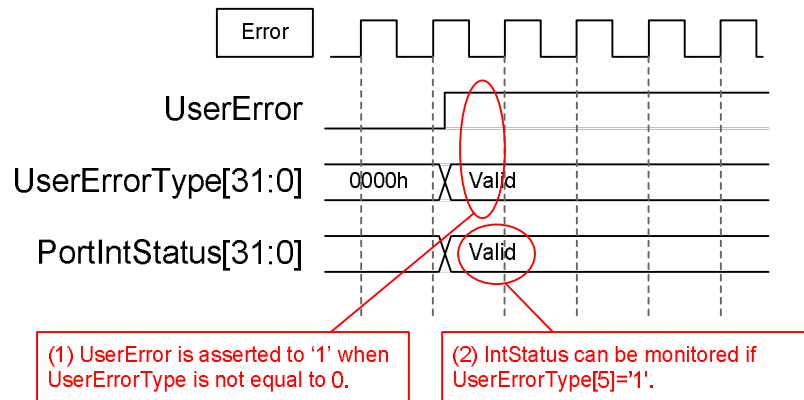 Error
UserError
UserErrorType[31:0]
0000h
Valid
PortIntStatus[31:0]
Valid
(1) UserError is asserted to ‘1’ when
UserErrorType is not equal to 0.
(2) IntStatus can be monitored if
UserErrorType[5]=’1’.